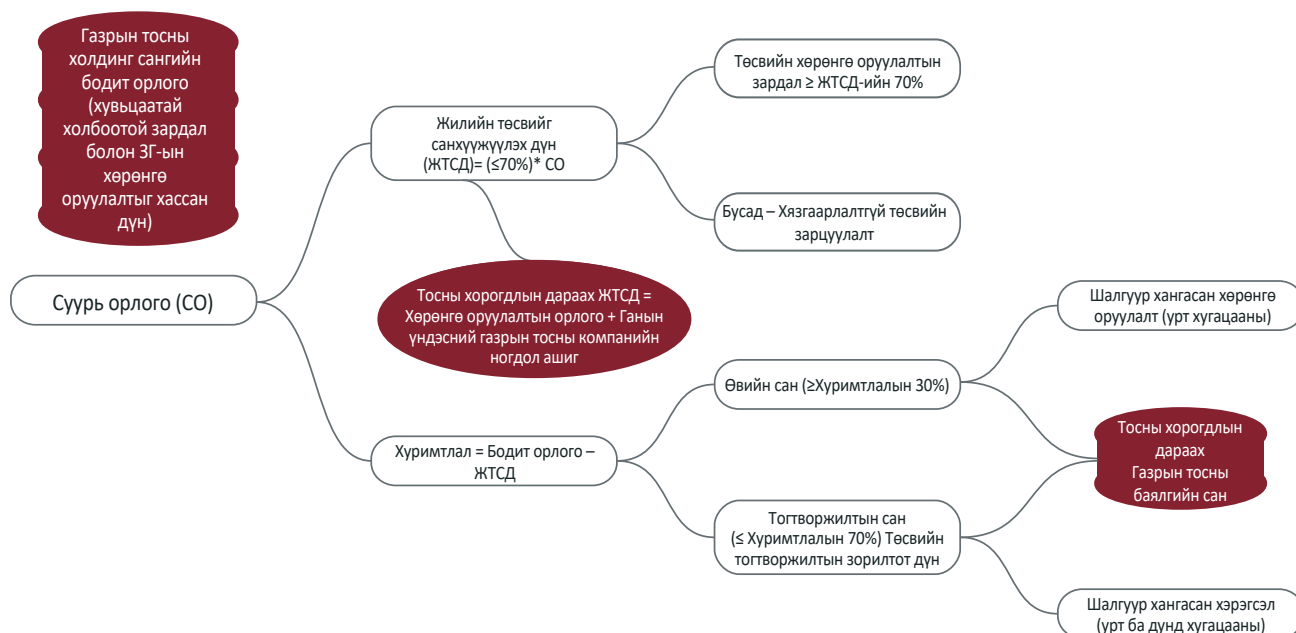 Газрын тосны
холдинг сангийн
бодит орлого
(хувьцаатай
холбоотой зардал
болон ЗГ-ын
хөрөнгө
оруулалтыг хассан
дүн)
Суурь орлого (СО)
Жилийн төсвийг
санхүүжүүлэх дүн
(ЖТСД)= (≤70%)* СО
Төсвийн хөрөнгө оруулалтын
зардал ≥ ЖТСД-ийн 70%
Бусад – Хязгаарлалтгүй төсвийн
зарцуулалт
Тосны хорогдлын дараах ЖТСД =
Хөрөнгө оруулалтын орлого + Ганын
үндэсний газрын тосны компанийн
ногдол ашиг
Хуримтлал = Бодит орлого –
ЖТСД
Өвийн сан (≥Хуримтлалын 30%)
Тогтворжилтын сан
(≤ Хуримтлалын 70%) Төсвийн
тогтворжилтын зорилтот дүн
Шалгуур хангасан хөрөнгө
оруулалт (урт хугацааны)
Тосны хорогдлын
дараах
Газрын тосны
баялгийн сан
Шалгуур хангасан хэрэгсэл
(урт ба дунд хугацааны)